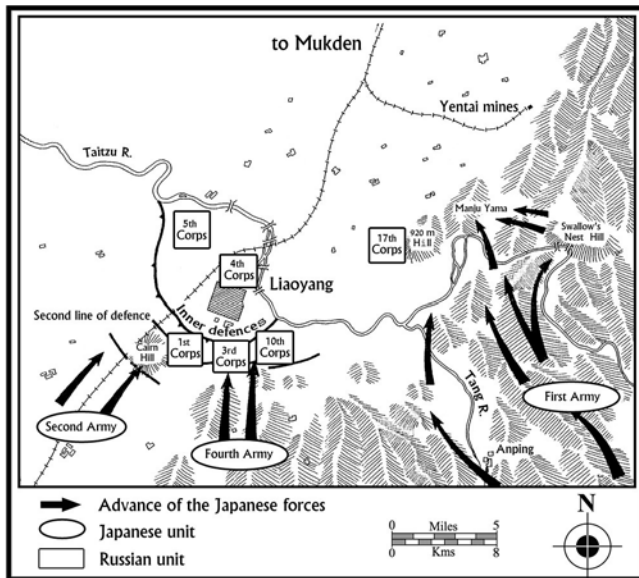 to Mukden
Yentai mines
Taitzu R.
5th
Corps
17th
Corps
920 m
H⊥ll
Manju Yama
Swallow's
Nest Hill
4th
Corps
Liaoyang
Second line of defence
Inner defences
Cairn
Hill
1st
Corps
3rd
Corps
10th
Corps
Second Army
Fourth Army
Tang R.
First Army
Anping
Advance of the Japanese forces
Japanese unit
Russian unit
0 Miles 5
0 Kms 8
N